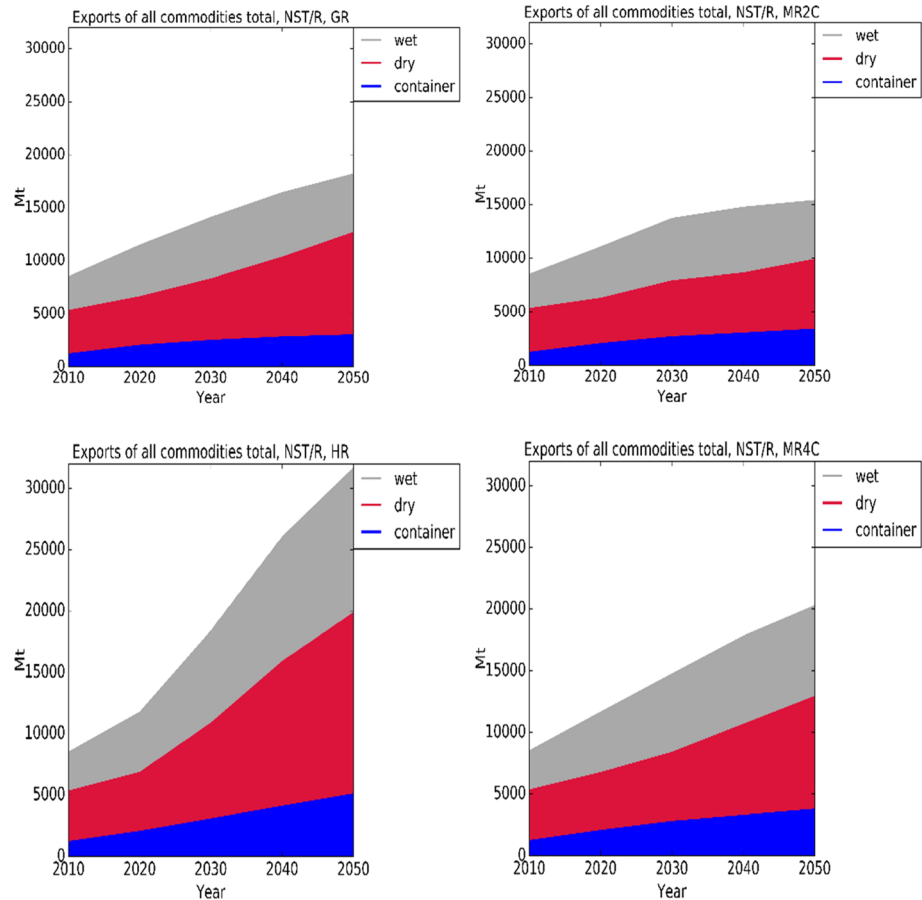 Exports of all commodities total, NST/R, GR
wet
dry
container
30000
25000
20000
15000
10000
5000
0
Mt
2010 2020 2030 2040 2050
Year
Exports of all commodities total, NST/R, MR2C
wet
dry
container
30000
25000
20000
15000
10000
5000
0
Mt
2010 2020 2030 2040 2050
Year
Exports of all commodities total, NST/R, HR
wet
dry
container
30000
25000
20000
15000
10000
5000
0
Mt
2010 2020 2030 2040 2050
Year
Exports of all commodities total, NST/R, MR4C
wet
dry
container
30000
25000
20000
15000
10000
5000
0
Mt
2010 2020 2030 2040 2050
Year